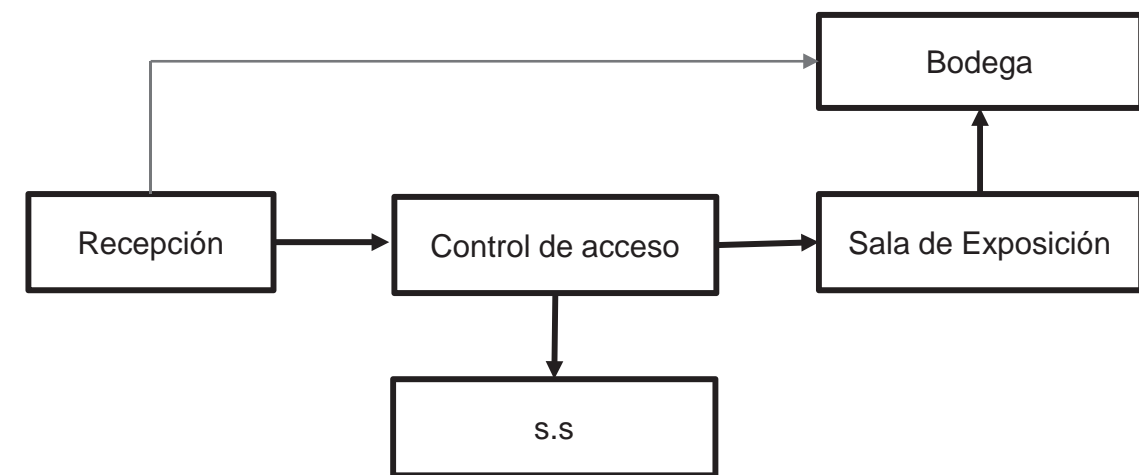 Bodega
Recepción
Control de acceso
Sala de Exposición
s.s